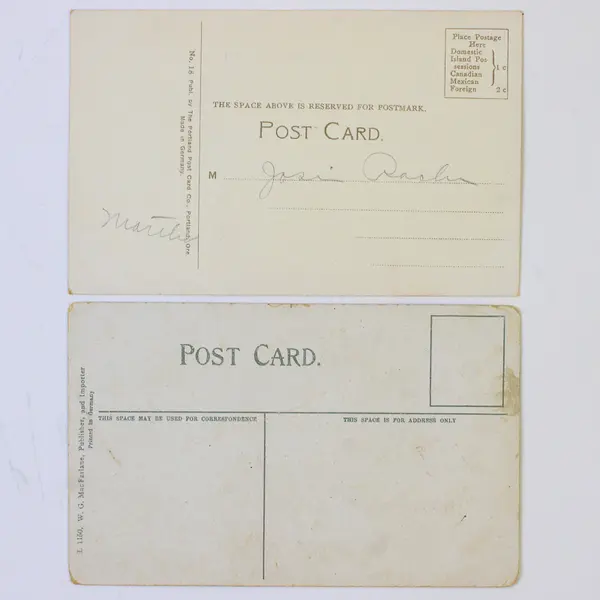 Place Postage
Here
Domestic
Island Pos-
sessions
Canadian
Mexican
1 c
Foreign 2 c
THE SPACE ABOVE IS RESERVED FOR POSTMARK.
POST CARD.
M Josie
Martha
No. 16 Publ. by The Portland Post Card Co., Portland, Ore.
Made in Germany.
POST CARD.
THIS SPACE MAY BE USED FOR CORRESPONDENCE
THIS SPACE IS FOR ADDRESS ONLY
W. G. MacFarlane, Publisher, and Importer
Printed in Germany